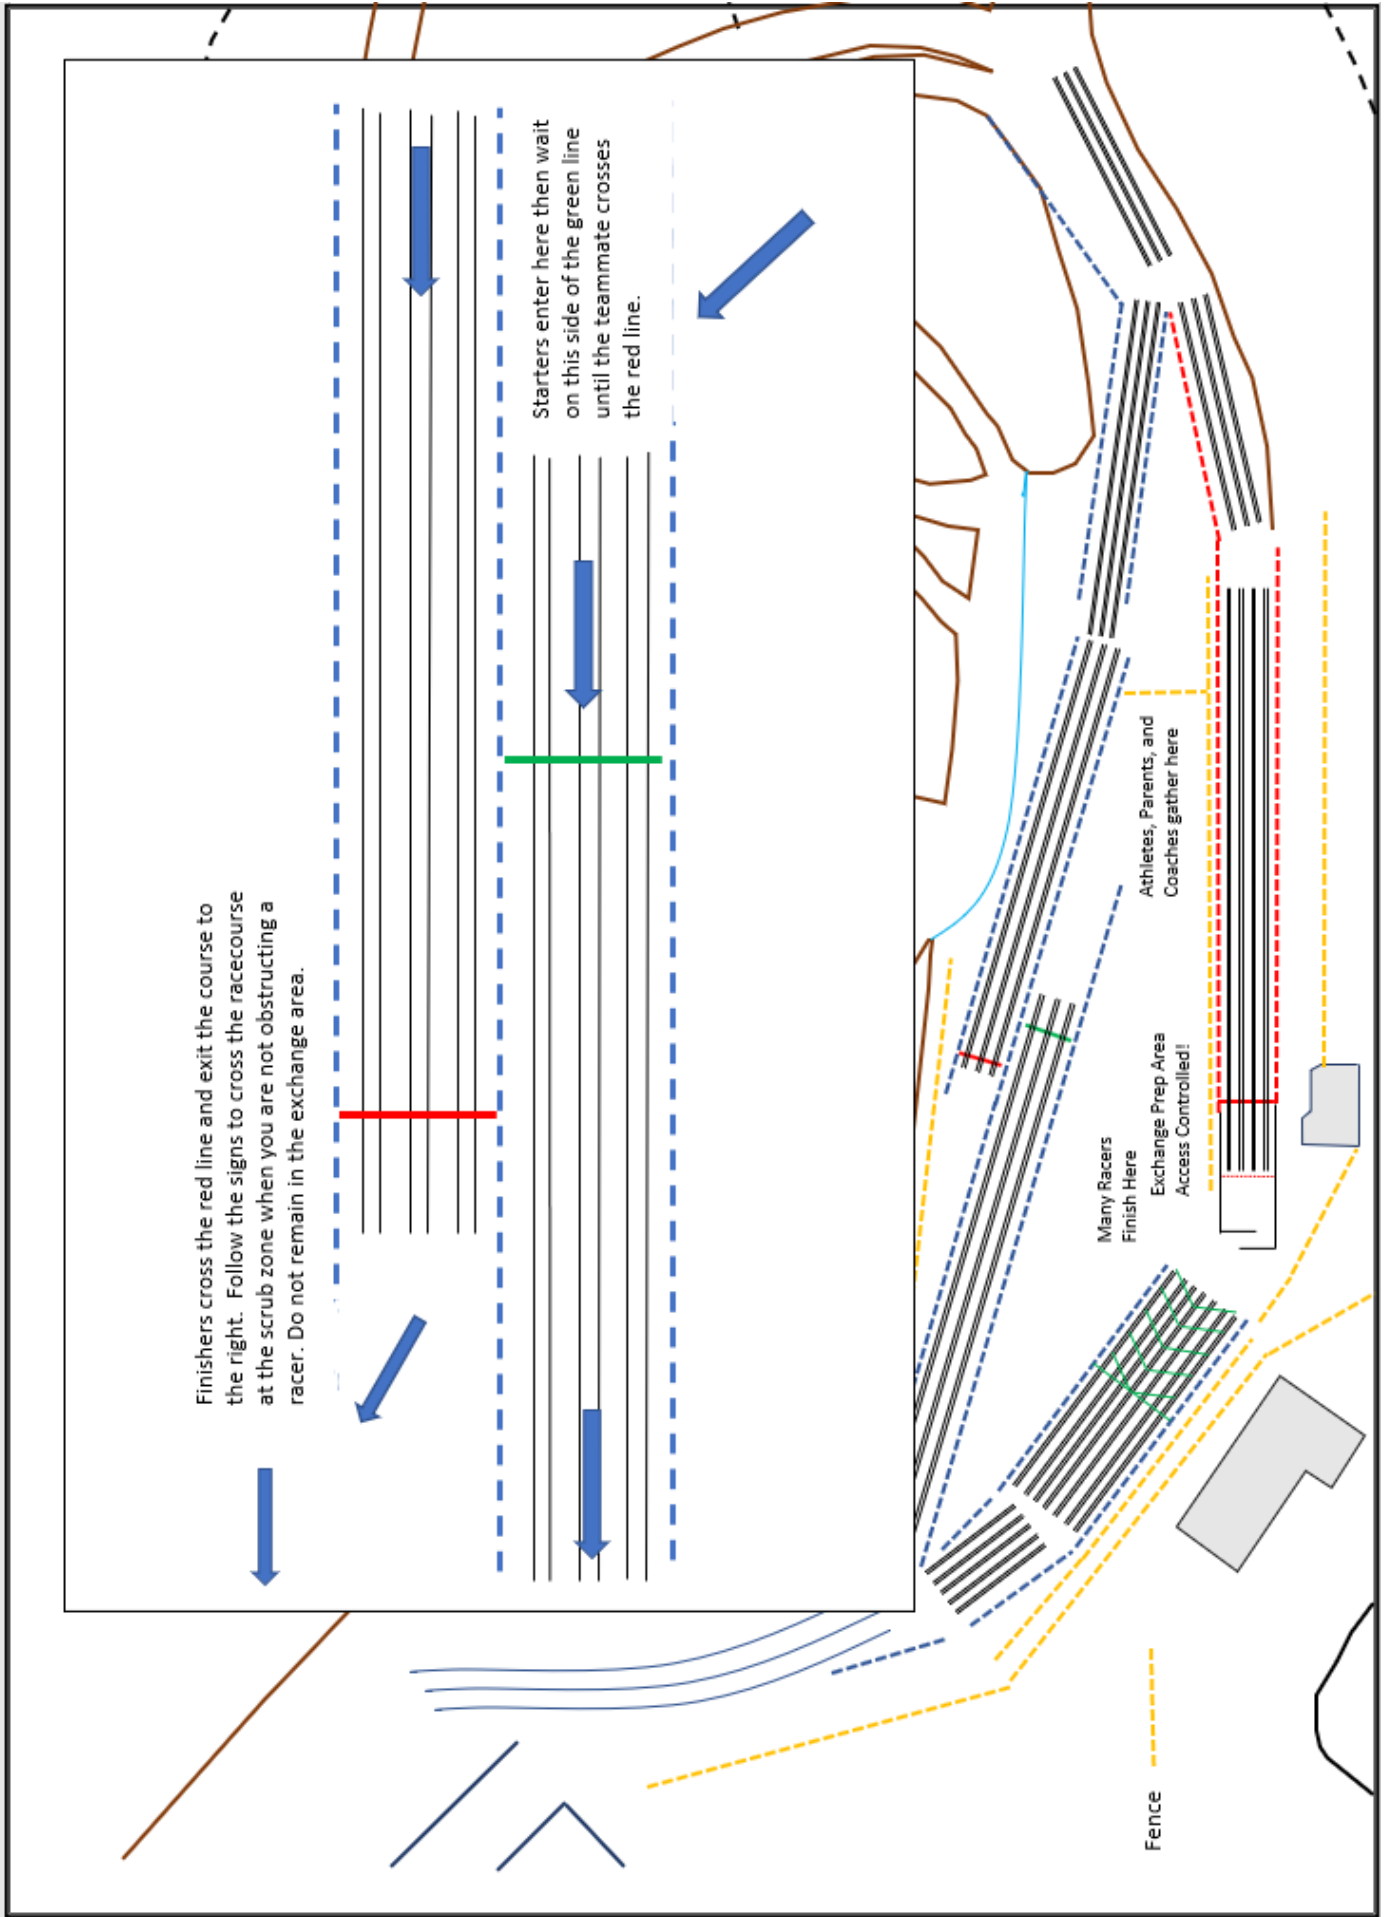 Finishers cross the red line and exit the course to
the right. Follow the signs to cross the racecourse
at the scrub zone when you are not obstructing a
racer. Do not remain in the exchange area.
Starters enter here then wait
on this side of the green line
until the teammate crosses
the red line.
Athletes, Parents, and
Coaches gather here
Many Racers
Finish Here
Exchange Prep Area
Access Controlled!
Fence